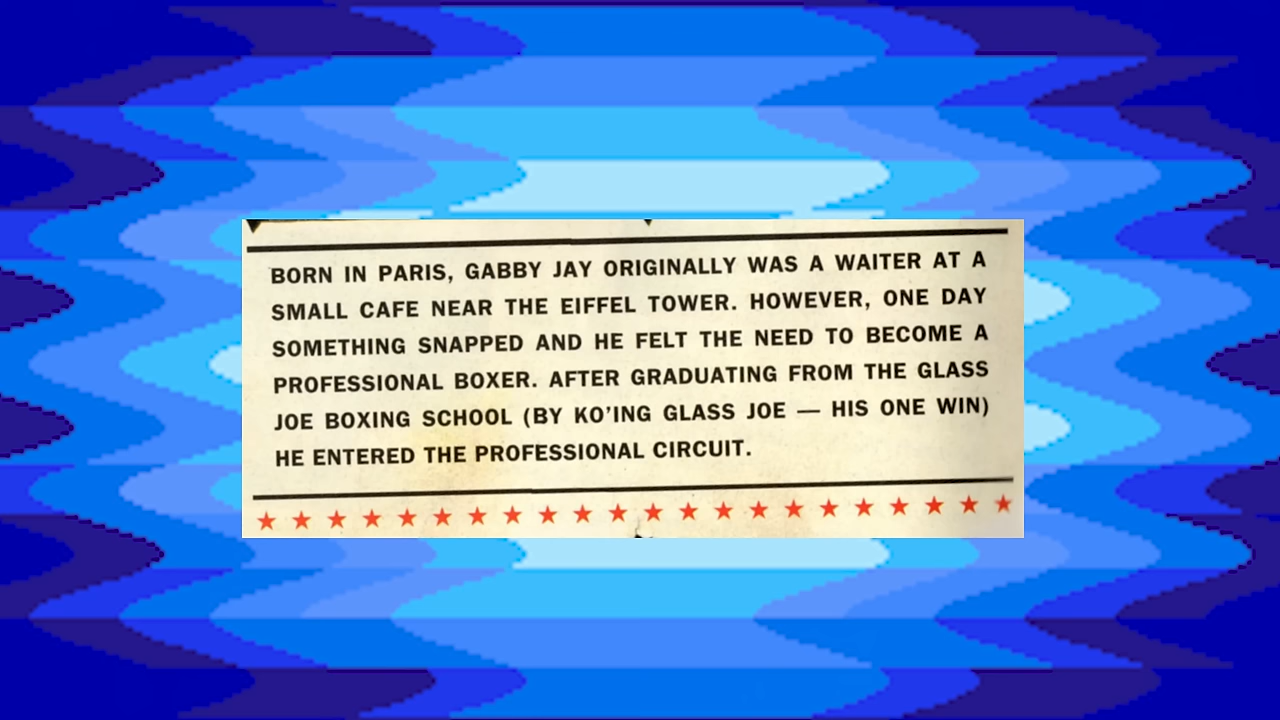 BORN IN PARIS, GABBY JAY ORIGINALLY WAS A WAITER AT A
SMALL CAFE NEAR THE EIFFEL TOWER. HOWEVER, ONE DAY
SOMETHING SNAPPED AND HE FELT THE NEED TO BECOME A
PROFESSIONAL BOXER. AFTER GRADUATING FROM THE GLASS
JOE BOXING SCHOOL (BY KO'ING GLASS JOE — HIS ONE WIN)
HE ENTERED THE PROFESSIONAL CIRCUIT.